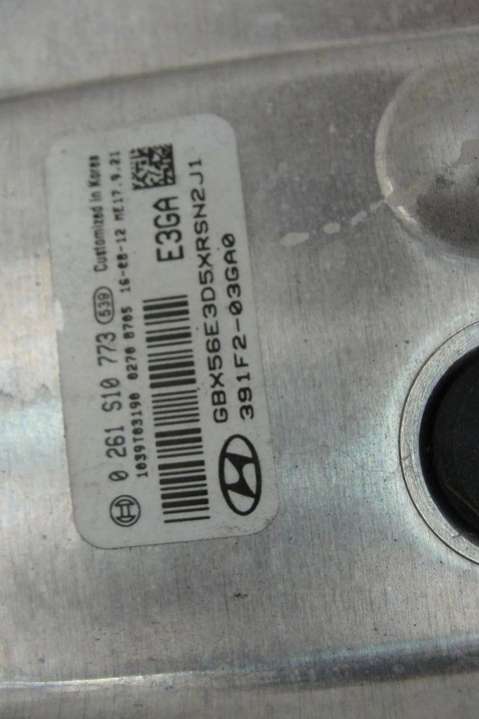 0 261 S10 773 539 Customized in Korea
1039T03190 0270 0705 16-08-12 ME17.9.21
E3GA
GBX56E3D5XRSN2J1
391F2-03GA0